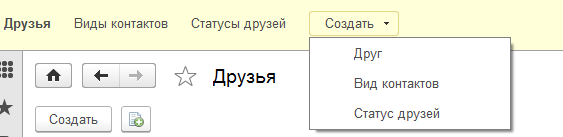 Друзья Виды контактов Статусы друзей Создать
Друг
Вид контактов
Статус друзей
Друзья
Создать